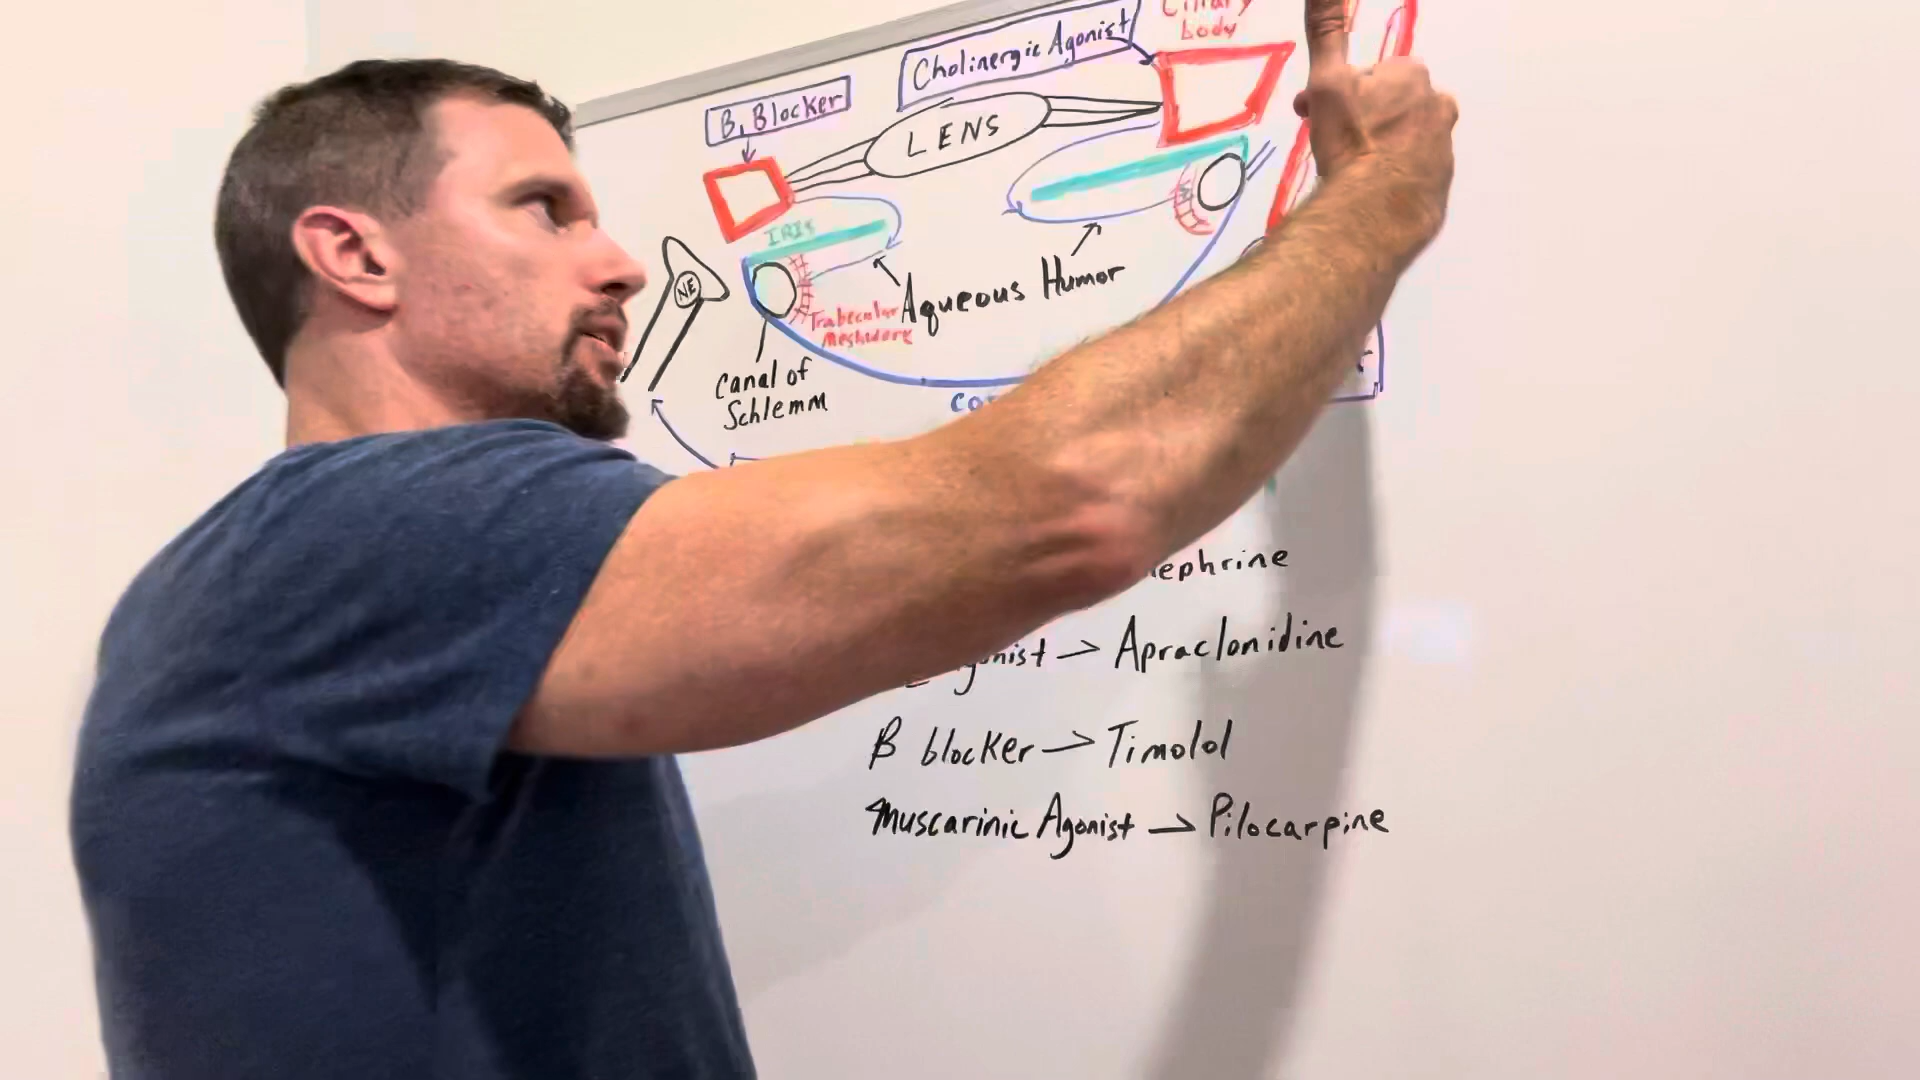 Ciliary
body
Cholinergic Agonist
B, Blocker
LENS
IRIS
NE
Aqueous Humor
Trabecular
Meshwork
Canal of
Schlemm
Co
nephrine
gonist → Apraclonidine
B blocker → Timolol
Muscarinic Agonist → Pilocarpine